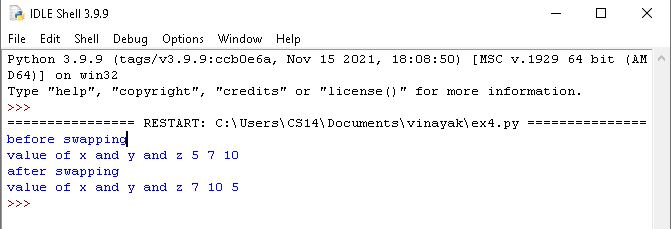 IDLE Shell 3.9.9
File Edit Shell Debug Options Window Help
Python 3.9.9 (tags/v3.9.9:ccb0e6a, Nov 15 2021, 18:08:50) [MSC v.1929 64 bit (AM
D64)] on win32
Type "help", "copyright", "credits" or "license()" for more information.
>>>
================ RESTART: C:\Users\CS14\Documents\vinayak\ex4.py ===============
before swapping
value of x and y and z 5 7 10
after swapping
value of x and y and z 7 10 5
>>>